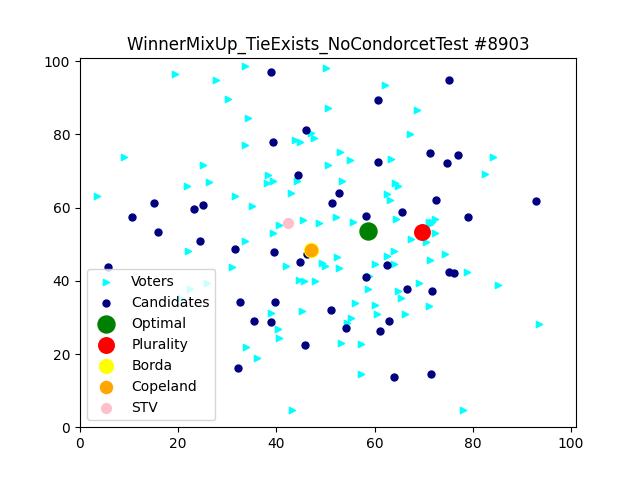 WinnerMixUp_TieExists_NoCondorcetTest #8903
100
80
60
40
20
0
Voters
Candidates
Optimal
Plurality
Borda
Copeland
STV
0 20 40 60 80 100